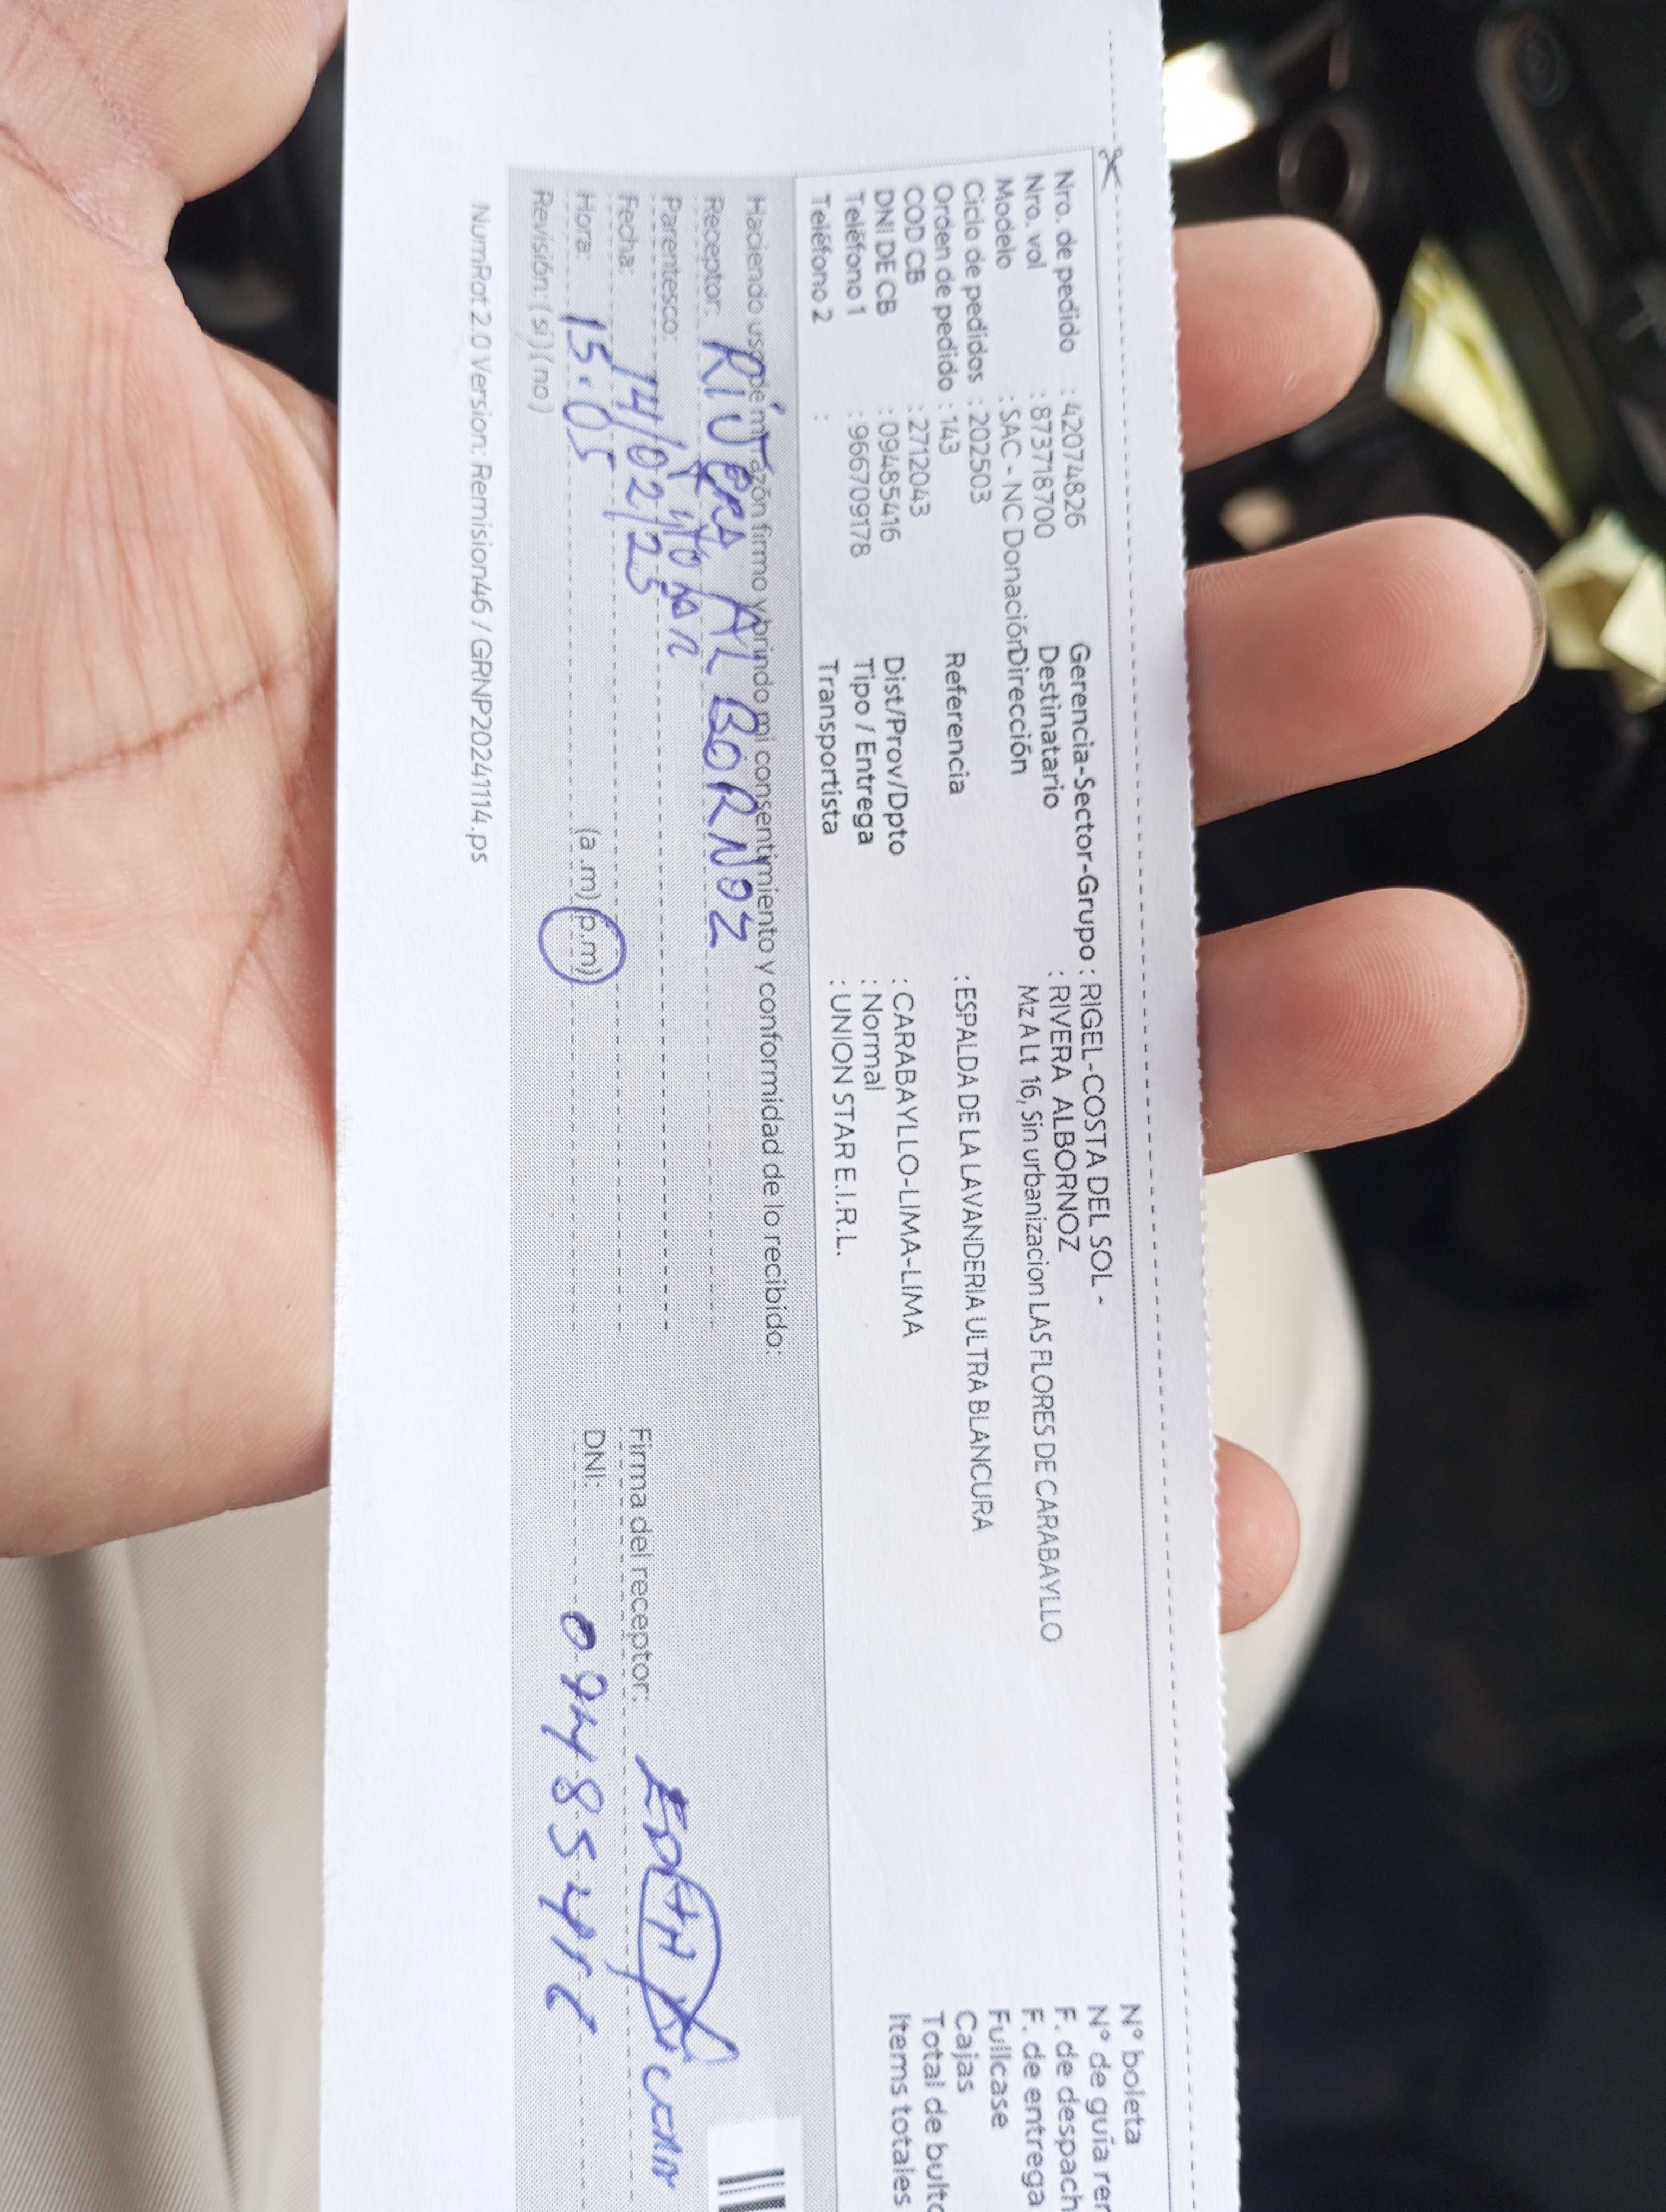 Nro. de pedido : 42074826
Nro. vol : 873718700
Modelo : SAC - NC Donación
Ciclo de pedidos : 202503
Orden de pedido : 143
COD CB : 2712043
DNI DE CB : 09485416
Teléfono 1 : 966709178
Teléfono 2 :
Gerencia-Sector-Grupo : RIGEL-COSTA DEL SOL -
Destinatario : RIVERA ALBORNOZ
Dirección Mz A Lt 16, Sin urbanizacion LAS FLORES DE CARABAYLLO
Referencia : ESPALDA DE LA LAVANDERIA ULTRA BLANCURA
Dist/Prov/Dpto : CARABAYLLO-LIMA-LIMA
Tipo / Entrega : Normal
Transportista : UNION STAR E.I.R.L.
N° boleta
N° de guía rer
F. de despach
F. de entrega
Fullcase
Cajas
Total de bulto
Items totales
Haciendo uso de mi razón firmo y brindo mi consentimiento y conformidad de lo recibido:
Receptor: RIVERA ALBORNOZ
Parentesco:
Fecha: 14/02/25
Hora: 15:05 (a.m) (p.m)
Revisión: (si) (no)
Firma del receptor:
DNI: 09485416
NumRot 2.0 Version: Remision46 / GRNP20241114.ps